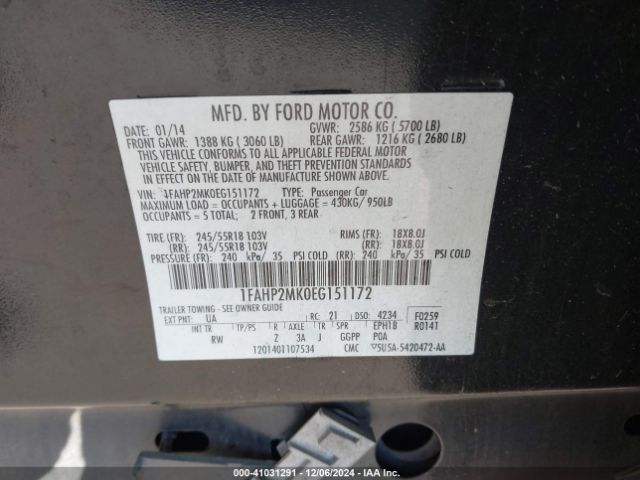 MFD. BY FORD MOTOR CO.
DATE: 01/14 GVWR: 2586 KG ( 5700 LB)
FRONT GAWR: 1388 KG ( 3060 LB) REAR GAWR: 1216 KG ( 2680 LB)
THIS VEHICLE CONFORMS TO ALL APPLICABLE FEDERAL MOTOR
VEHICLE SAFETY, BUMPER, AND THEFT PREVENTION STANDARDS
IN EFFECT ON THE DATE OF MANUFACTURE SHOWN ABOVE.
VIN: 1FAHP2MK0EG151172 TYPE: Passenger Car
MAXIMUM LOAD = OCCUPANTS + LUGGAGE = 430KG/ 950LB
OCCUPANTS = 5 TOTAL; 2 FRONT, 3 REAR
TIRE (FR): 245/55R18 103V RIMS (FR): 18X8.0J
(RR): 245/55R18 103V (RR): 18X8.0J
PRESSURE (FR): 240 kPa/ 35 PSI COLD (RR): 240 kPa/ 35 PSI COLD
1FAHP2MK0EG151172
TRAILER TOWING - SEE OWNER GUIDE
EXT PNT: UA RC: 21 DSO: 4234 F0259
INT TR TP/PS R AXLE TR SPR EPH1B R0141
RW Z 3A J GGPP POA
1201401107534 CMC 5U5A-5420472-AA
000-41031291 - 12/06/2024 - IAA Inc.